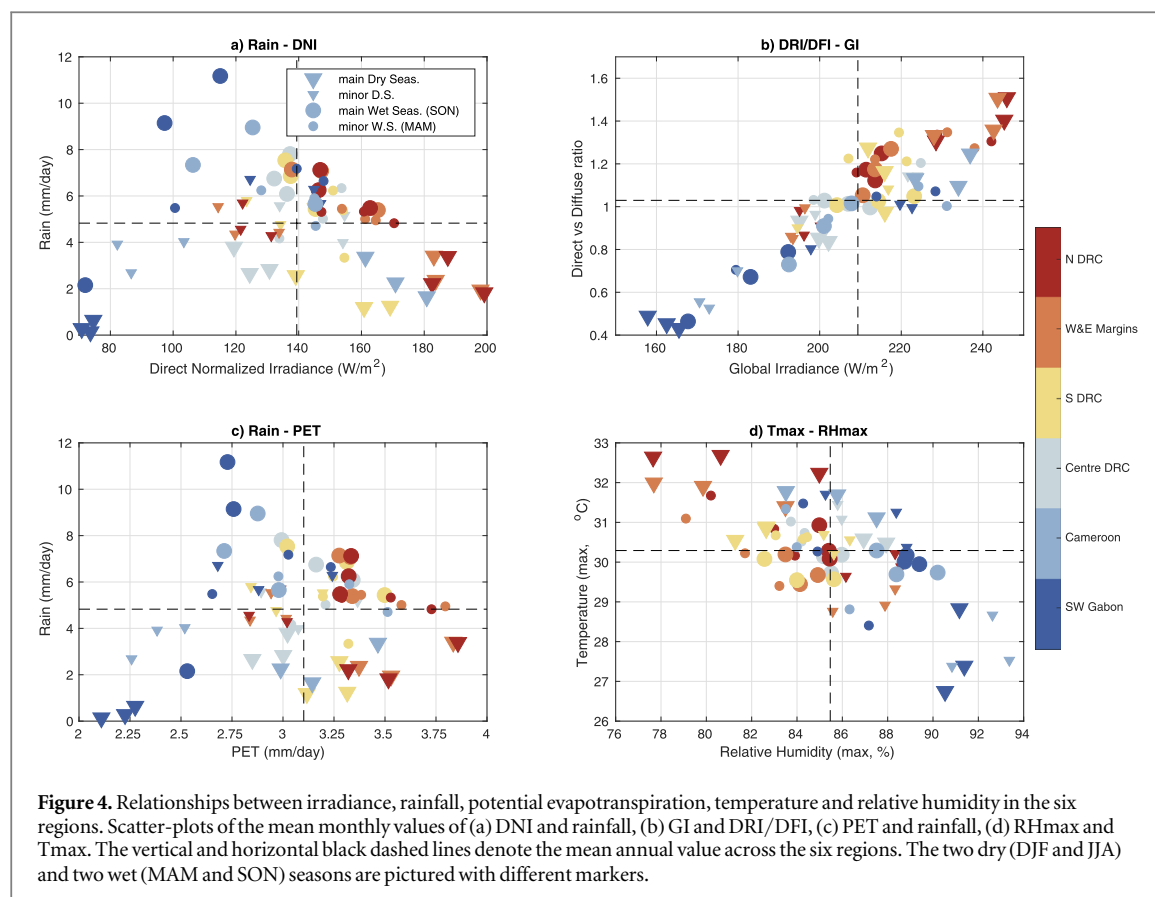 a) Rain - DNI
12
10
8
6
4
2
0
Rain (mm/day)
80 100 120 140 160 180 200
Direct Normalized Irradiance (W/m²)
main Dry Seas.
minor D.S.
main Wet Seas. (SON)
minor W.S. (MAM)
b) DRI/DFI - GI
1.6
1.4
1.2
1
0.8
0.6
0.4
Direct vs Diffuse ratio
160 180 200 220 240
Global Irradiance (W/m²)
c) Rain - PET
12
10
8
6
4
2
0
Rain (mm/day)
2 2.25 2.5 2.75 3 3.25 3.5 3.75 4
PET (mm/day)
d) Tmax - RHmax
33
32
31
30
29
28
27
26
Temperature (max, °C)
76 78 80 82 84 86 88 90 92 94
Relative Humidity (max, %)
N DRC
W&E Margins
S DRC
Centre DRC
Cameroon
SW Gabon
Figure 4. Relationships between irradiance, rainfall, potential evapotranspiration, temperature and relative humidity in the six
regions. Scatter-plots of the mean monthly values of (a) DNI and rainfall, (b) GI and DRI/DFI, (c) PET and rainfall, (d) RHmax and
Tmax. The vertical and horizontal black dashed lines denote the mean annual value across the six regions. The two dry (DJF and JJA)
and two wet (MAM and SON) seasons are pictured with different markers.